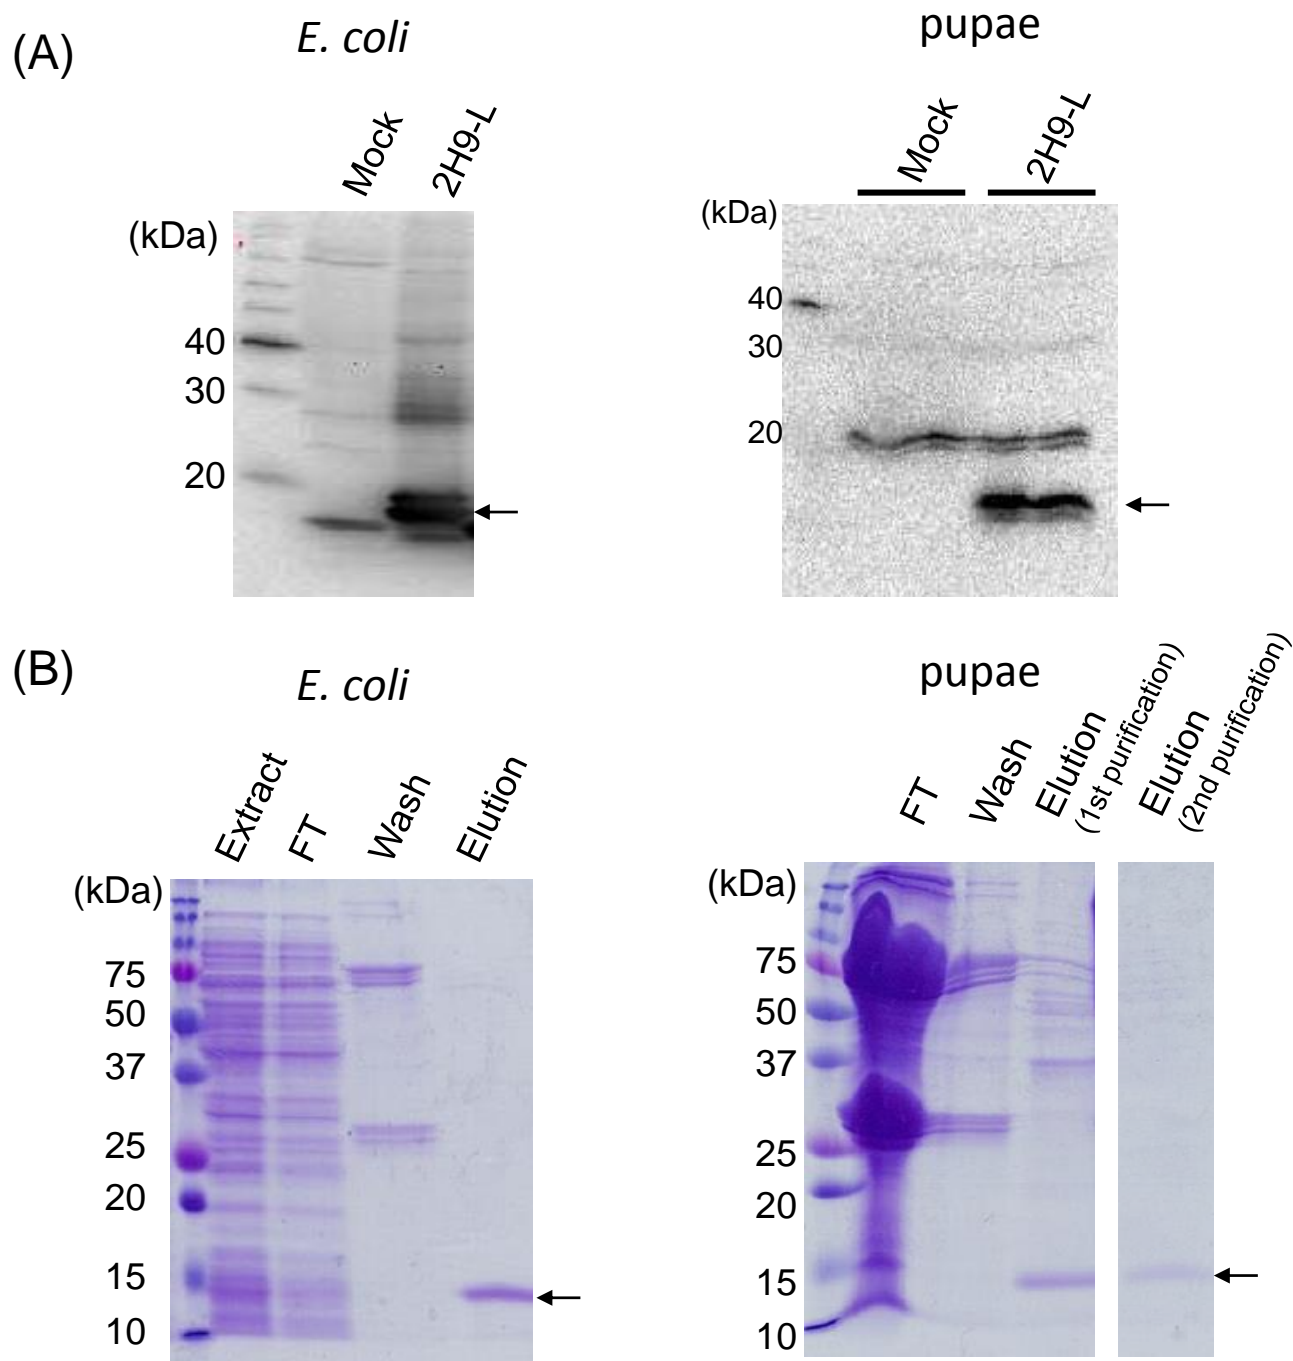 (A)
E. coli
pupae
Mock
2H9-L
Mock
2H9-L
(kDa)
40
30
20
(kDa)
40
30
20
(B)
E. coli
pupae
Extract
FT
Wash
Elution
FT
Wash
Elution
(1st purification)
Elution
(2nd purification)
(kDa)
75
50
37
25
20
15
10
(kDa)
75
50
37
25
20
15
10